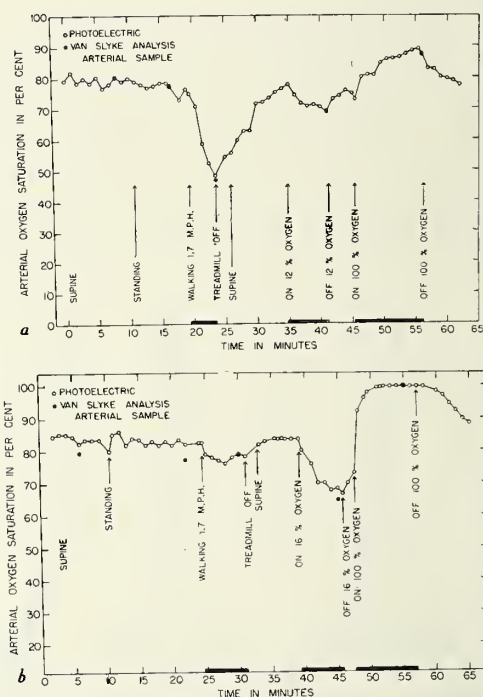 100
90
80
70
60
50
40
30
20
10
0
ARTERIAL OXYGEN SATURATION IN PER CENT
○ PHOTOELECTRIC
● VAN SLYKE ANALYSIS
ARTERIAL SAMPLE
SUPINE
STANDING
WALKING 1.7 M.P.H.
TREADMILL OFF
SUPINE
ON 12 % OXYGEN
OFF 12 % OXYGEN
ON 100 % OXYGEN
OFF 100 % OXYGEN
a
0 5 10 15 20 25 30 35 40 45 50 55 60 65
TIME IN MINUTES
100
90
80
70
60
50
40
30
20
ARTERIAL OXYGEN SATURATION IN PER CENT
○ PHOTOELECTRIC
● VAN SLYKE ANALYSIS
ARTERIAL SAMPLE
SUPINE
STANDING
WALKING 1.7 M.P.H.
TREADMILL OFF
SUPINE
ON 16 % OXYGEN
OFF 16 % OXYGEN
ON 100 % OXYGEN
OFF 100 % OXYGEN
b
0 5 10 15 20 25 30 35 40 45 50 55 60 65
TIME IN MINUTES